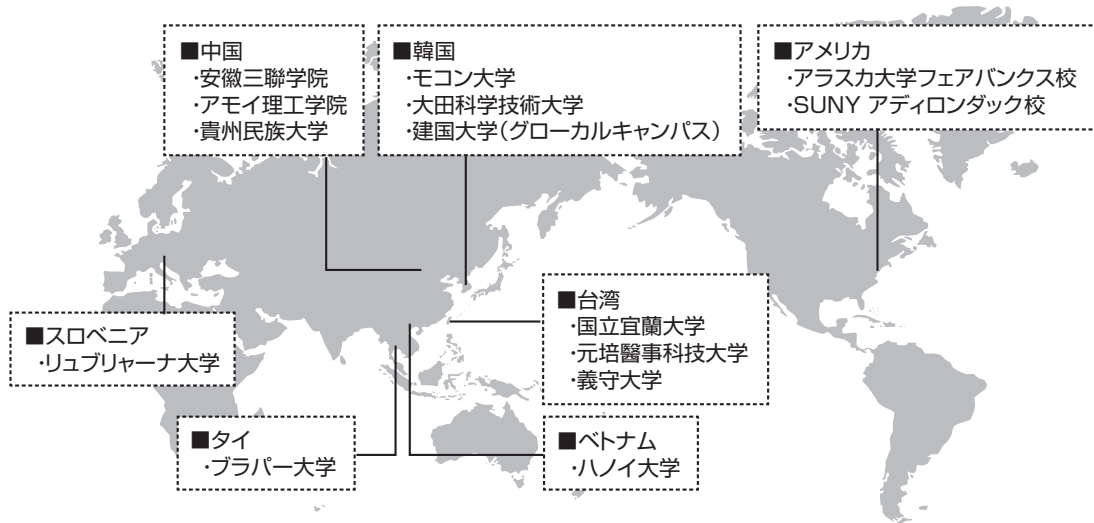 ■中国
・安徽三聯学院
・アモイ理工学院
・貴州民族大学
■韓国
・モコン大学
・大田科学技術大学
・建国大学（グローカルキャンパス）
■アメリカ
・アラスカ大学フェアバンクス校
・SUNY アディロンダック校
■スロベニア
・リュブリャーナ大学
■台湾
・国立宜蘭大学
・元培醫事科技大学
・義守大学
■タイ
・ブラパー大学
■ベトナム
・ハノイ大学